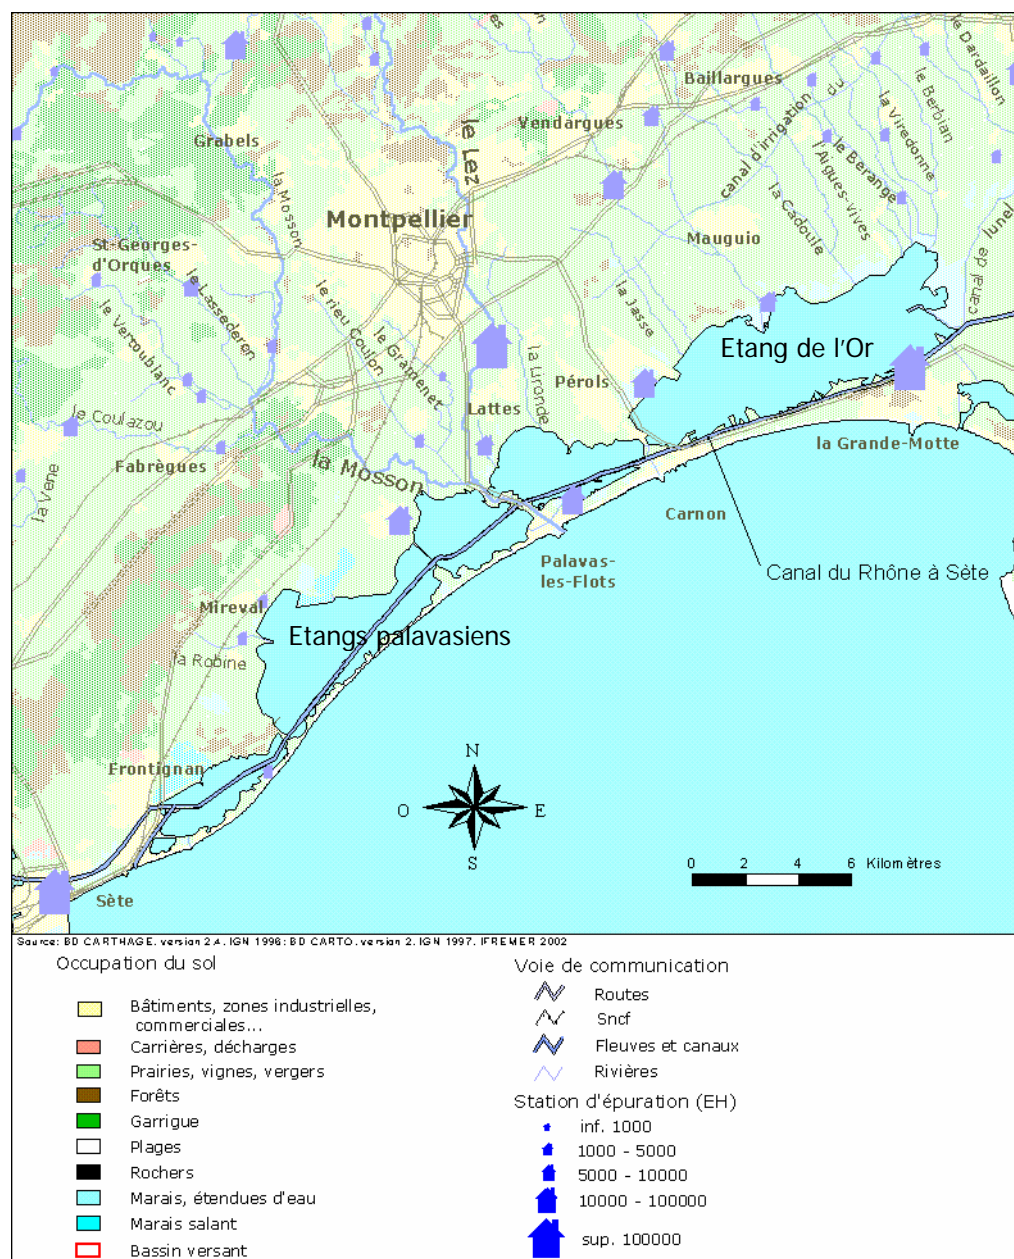 Baillargues
le Dardaillon
le Berbian
Vendargues
la Viredonne
le Lez
canal d'irrigation du
Grabels
le Berange
l'Aigues-vives
la Mosson
la Cadoule
Montpellier
canal de lunel
St-Georges-
d'Orques
Mauguio
le Lassederon
le rieu Coulon
la Jasse
le Vertoublanc
le Gramenet
Etang de l'Or
la Lironde
Pérols
le Coulazou
Lattes
la Grande-Motte
Fabrègues
la Mosson
la Vene
Carnon
Palavas-
les-Flots
Canal du Rhône à Sète
Mireval
Etangs palavasiens
la Robine
Frontignan
N
O
E
S
0 2 4 6 Kilomètres
Sète
Source: BD CARTHAGE, version 2.4, IGN 1996; BD CARTO, version 2, IGN 1997, IFREMER 2002
Occupation du sol
Bâtiments, zones industrielles,
commerciales...
Carrières, décharges
Prairies, vignes, vergers
Forêts
Garrigue
Plages
Rochers
Marais, étendues d'eau
Marais salant
Bassin versant
Voie de communication
Routes
Sncf
Fleuves et canaux
Rivières
Station d'épuration (EH)
inf. 1000
1000 - 5000
5000 - 10000
10000 - 100000
sup. 100000